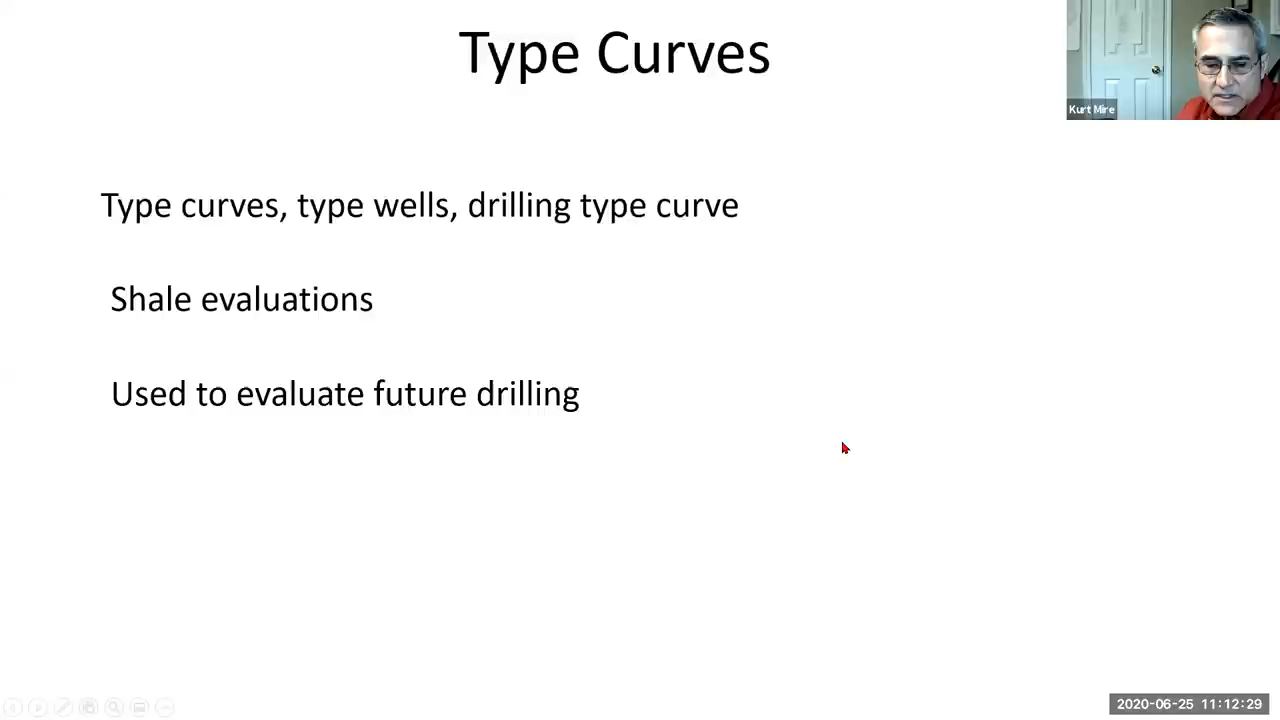 Type Curves
Kurt Mire
Type curves, type wells, drilling type curve
Shale evaluations
Used to evaluate future drilling
2020-06-25 11:12:29